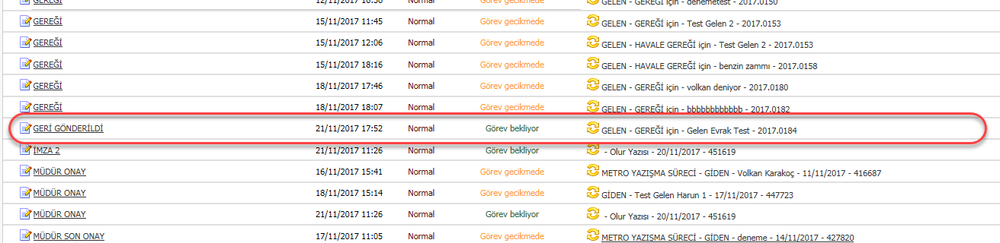 GEREĞİ 12/11/2017 16:56 Normal Görev gecikmede GELEN - GEREĞİ için - denemetest - 2017.0150
GEREĞİ 15/11/2017 11:45 Normal Görev gecikmede GELEN - GEREĞİ için - Test Gelen 2 - 2017.0153
GEREĞİ 15/11/2017 12:06 Normal Görev gecikmede GELEN - HAVALE GEREĞİ için - Test Gelen 2 - 2017.0153
GEREĞİ 15/11/2017 18:16 Normal Görev gecikmede GELEN - HAVALE GEREĞİ için - benzin zammı - 2017.0158
GEREĞİ 18/11/2017 17:46 Normal Görev gecikmede GELEN - GEREĞİ için - volkan deniyor - 2017.0180
GEREĞİ 18/11/2017 18:07 Normal Görev gecikmede GELEN - GEREĞİ için - bbbbbbbbbbbb - 2017.0182
GERİ GÖNDERİLDİ 21/11/2017 17:52 Normal Görev bekliyor GELEN - GEREĞİ için - Gelen Evrak Test - 2017.0184
İMZA 2 21/11/2017 11:26 Normal Görev bekliyor - Olur Yazısı - 20/11/2017 - 451619
MÜDÜR ONAY 16/11/2017 15:41 Normal Görev gecikmede METRO YAZIŞMA SÜRECİ - GİDEN - Volkan Karakoç - 11/11/2017 - 416687
MÜDÜR ONAY 18/11/2017 15:14 Normal Görev gecikmede GİDEN - Test Gelen Harun 1 - 17/11/2017 - 447723
MÜDÜR ONAY 21/11/2017 11:26 Normal Görev bekliyor - Olur Yazısı - 20/11/2017 - 451619
MÜDÜR SON ONAY 17/11/2017 11:05 Normal Görev gecikmede METRO YAZIŞMA SÜRECİ - GİDEN - deneme - 14/11/2017 - 427820